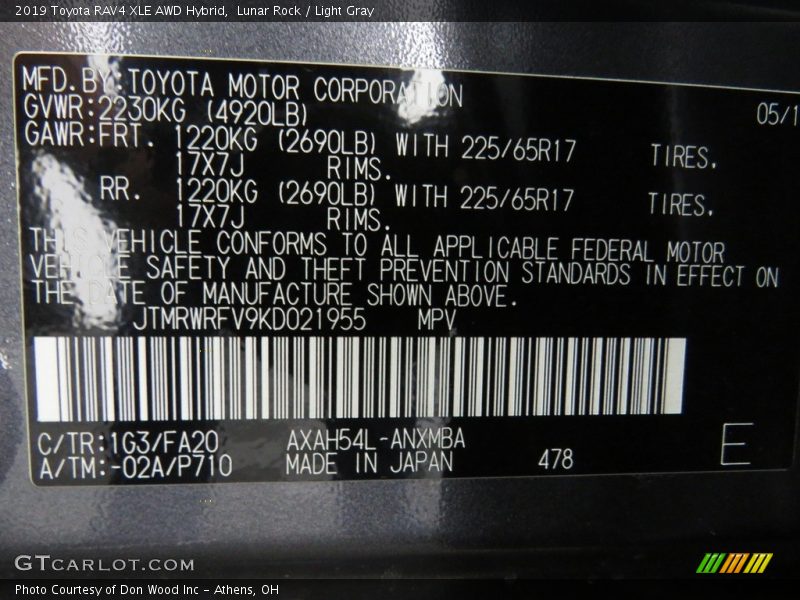 2019 Toyota RAV4 XLE AWD Hybrid,  Lunar Rock / Light Gray
MFD.BY:TOYOTA MOTOR CORPORATION
GVWR:2230KG (4920LB) 05/1
GAWR:FRT. 1220KG (2690LB) WITH 225/65R17 TIRES.
17X7J RIMS.
RR. 1220KG (2690LB) WITH 225/65R17 TIRES.
17X7J RIMS.
THIS VEHICLE CONFORMS TO ALL APPLICABLE FEDERAL MOTOR
VEHICLE SAFETY AND THEFT PREVENTION STANDARDS IN EFFECT ON
THE DATE OF MANUFACTURE SHOWN ABOVE.
JTMRWRFV9KD021955 MPV
C/TR:1G3/FA20 AXAH54L-ANXMBA
A/TM:-02A/P710 MADE IN JAPAN 478 E
GTCARLOT.COM
Photo Courtesy of Don Wood Inc - Athens, OH